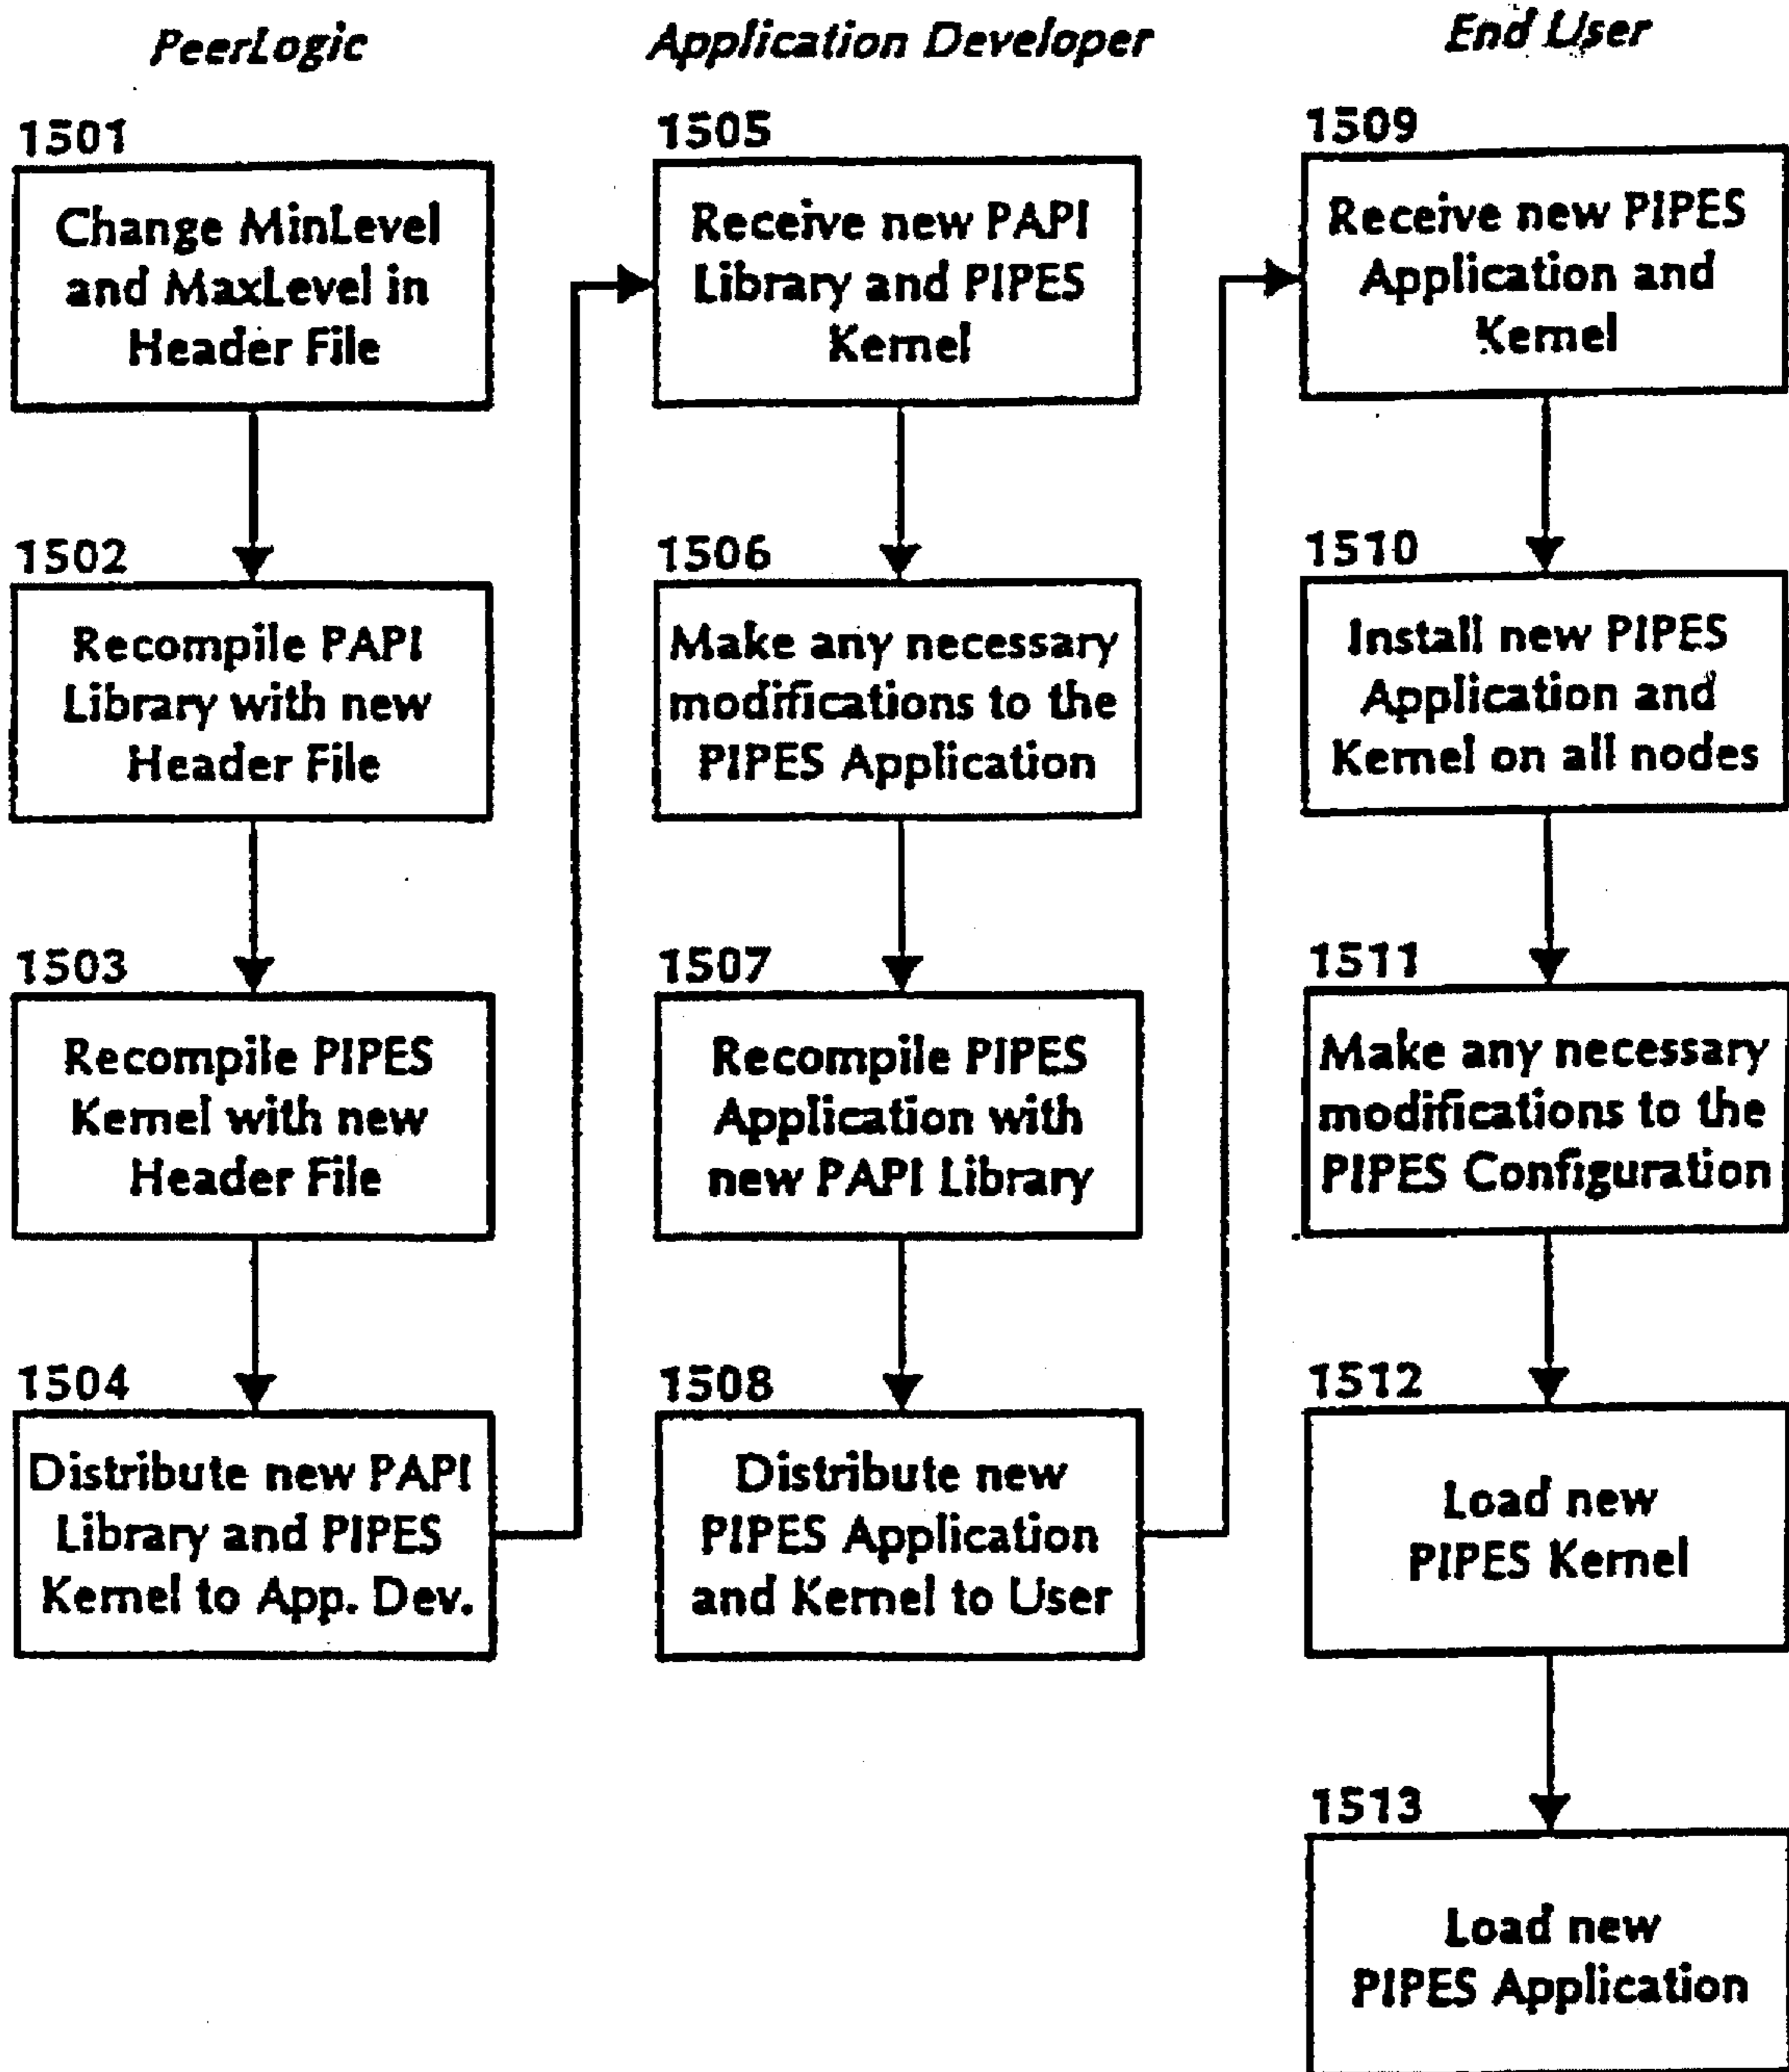 PeerLogic
1501
Change MinLevel
and MaxLevel in
Header File
1502
Recompile PAPI
Library with new
Header File
1503
Recompile PIPES
Kernel with new
Header File
1504
Distribute new PAPI
Library and PIPES
Kernel to App. Dev.
Application Developer
1505
Receive new PAPI
Library and PIPES
Kernel
1506
Make any necessary
modifications to the
PIPES Application
1507
Recompile PIPES
Application with
new PAPI Library
1508
Distribute new
PIPES Application
and Kernel to User
End User
1509
Receive new PIPES
Application and
Kernel
1510
Install new PIPES
Application and
Kernel on all nodes
1511
Make any necessary
modifications to the
PIPES Configuration
1512
Load new
PIPES Kernel
1513
Load new
PIPES Application